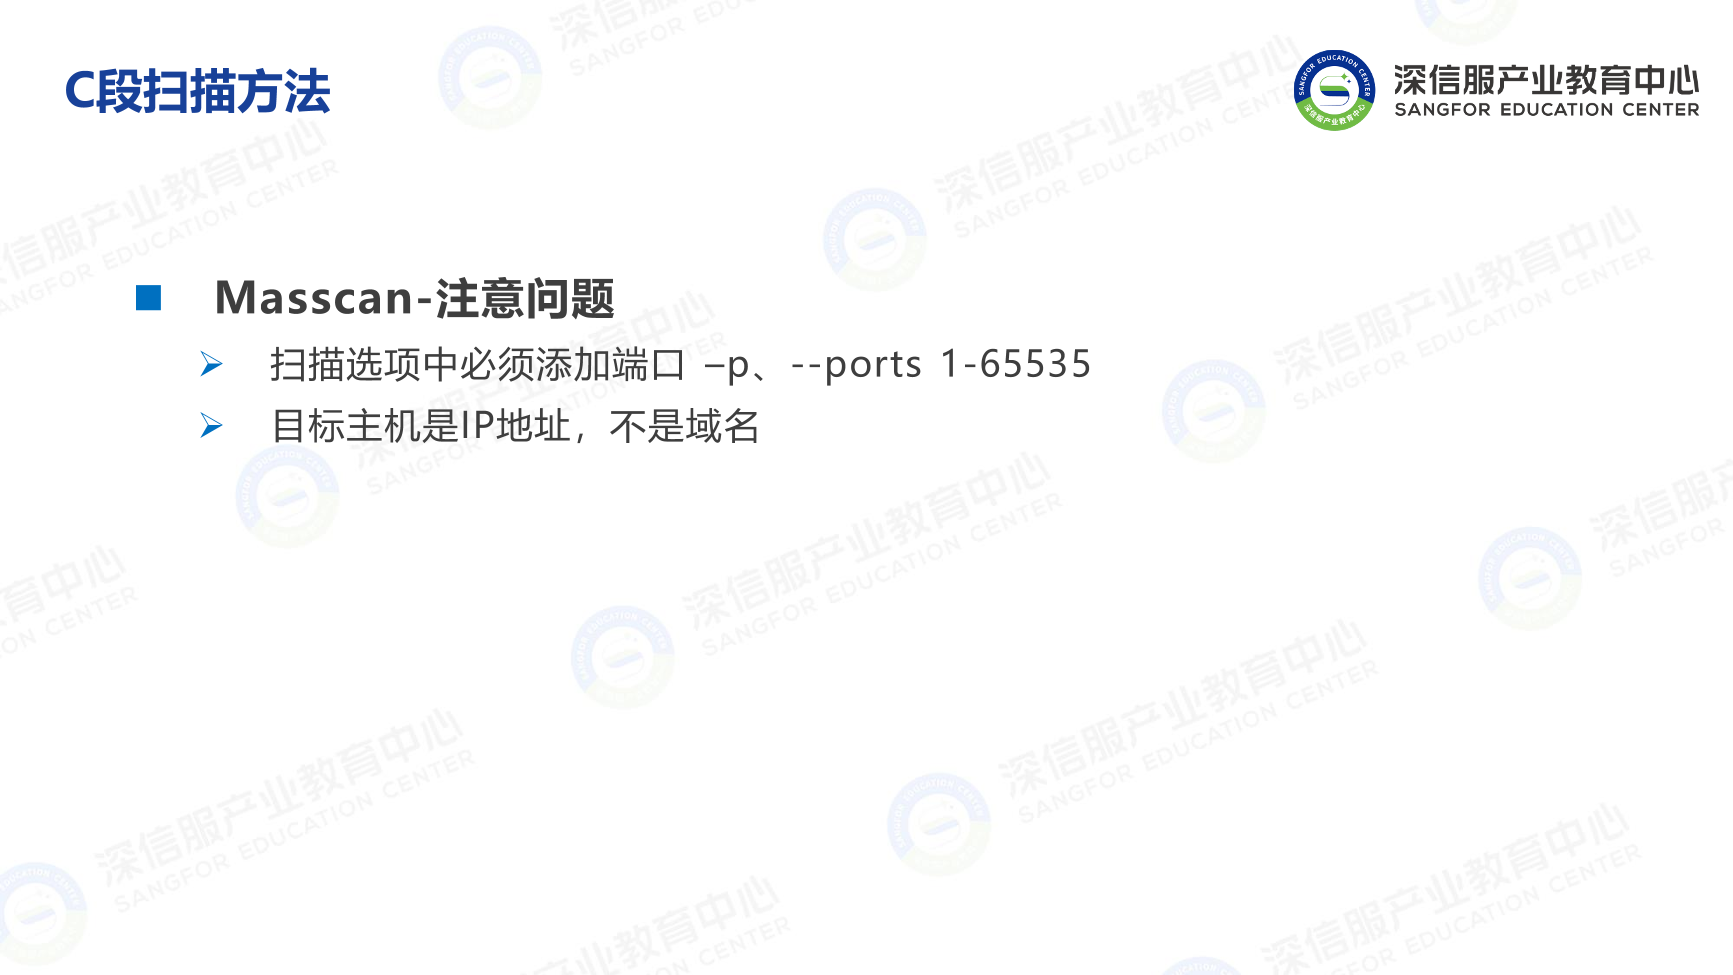 C段扫描方法
深信服产业教育中心
SANGFOR EDUCATION CENTER
Masscan-注意问题
扫描选项中必须添加端口 –p、--ports 1-65535
目标主机是IP地址，不是域名